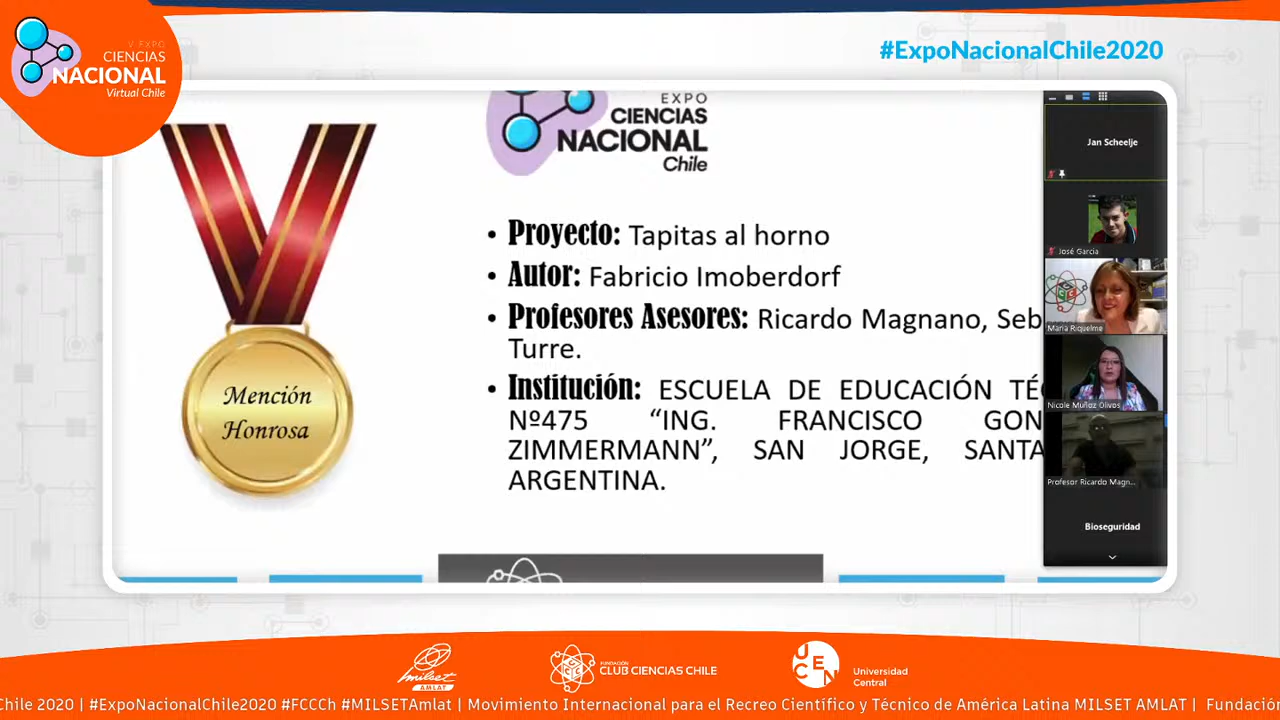 V EXPO
CIENCIAS
NACIONAL
Virtual Chile
#ExpoNacionalChile2020
EXPO
CIENCIAS
NACIONAL
Chile
Mención
Honrosa
• Proyecto: Tapitas al horno
• Autor: Fabricio Imoberdorf
• Profesores Asesores: Ricardo Magnano, Seb
Turre.
• Institución: ESCUELA DE EDUCACIÓN TÉC
Nº475 “ING. FRANCISCO GON
ZIMMERMANN”, SAN JORGE, SANTA
ARGENTINA.
Jan Scheelje
José García
Maria Riquelme
Nicole Muñoz Olivos
Profesor Ricardo Magn...
Bioseguridad
milset
AMLAT
FUNDACIÓN
CLUB CIENCIAS CHILE
UCEN
Universidad
Central
Chile 2020 | #ExpoNacionalChile2020 #FCCCh #MILSETAmlat | Movimiento Internacional para el Recreo Científico y Técnico de América Latina MILSET AMLAT | Fundación